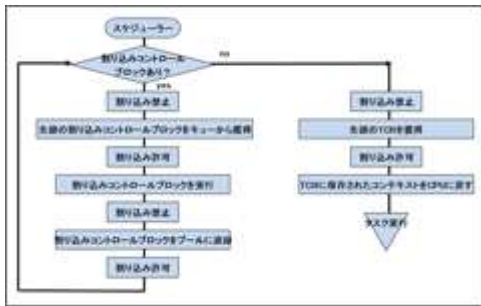 スケジューラー
割り込みコントロール
ブロックあり?
no
yes
割り込み禁止
先頭の割り込みコントロールブロックをキューから獲得
割り込み許可
割り込みコントロールブロックを実行
割り込み禁止
割り込みコントロールブロックをプールに返却
割り込み許可
割り込み禁止
先頭のTCBを獲得
割り込み許可
TCBに保存されたコンテキストをCPUに戻す
タスク実行